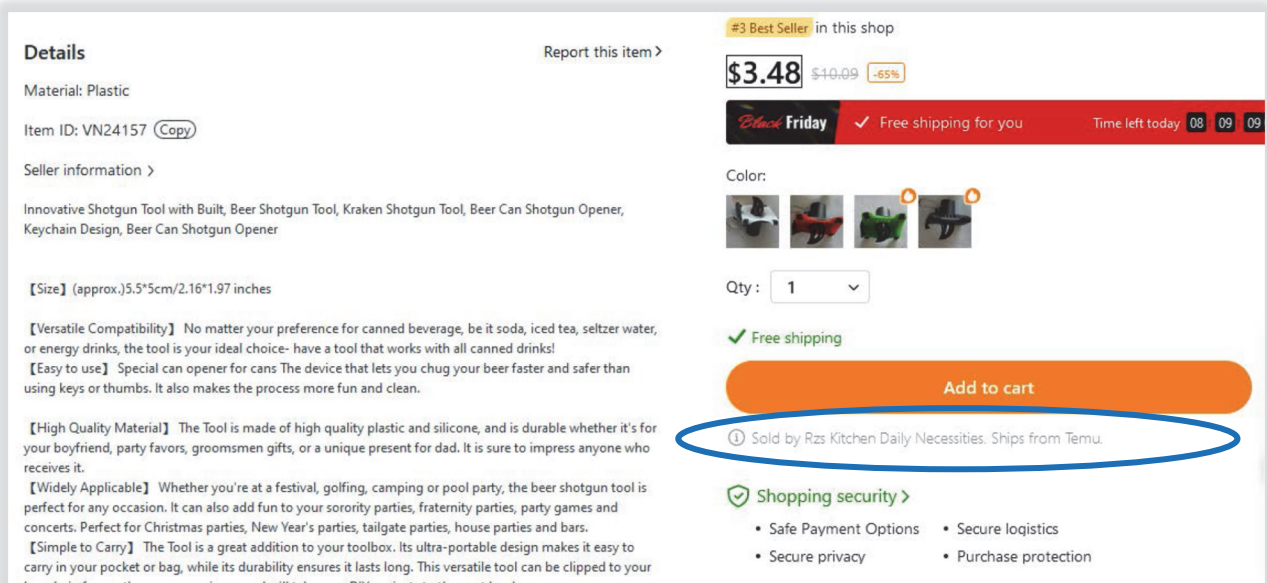 Details
Report this item >
Material: Plastic
Item ID: VN24157 Copy
Seller information >
Innovative Shotgun Tool with Built, Beer Shotgun Tool, Kraken Shotgun Tool, Beer Can Shotgun Opener,
Keychain Design, Beer Can Shotgun Opener
【Size】(approx.)5.5*5cm/2.16*1.97 inches
【Versatile Compatibility】 No matter your preference for canned beverage, be it soda, iced tea, seltzer water,
or energy drinks, the tool is your ideal choice- have a tool that works with all canned drinks!
【Easy to use】 Special can opener for cans The device that lets you chug your beer faster and safer than
using keys or thumbs. It also makes the process more fun and clean.
【High Quality Material】 The Tool is made of high quality plastic and silicone, and is durable whether it's for
your boyfriend, party favors, groomsmen gifts, or a unique present for dad. It is sure to impress anyone who
receives it.
【Widely Applicable】 Whether you're at a festival, golfing, camping or pool party, the beer shotgun tool is
perfect for any occasion. It can also add fun to your sorority parties, fraternity parties, party games and
concerts. Perfect for Christmas parties, New Year's parties, tailgate parties, house parties and bars.
【Simple to Carry】 The Tool is a great addition to your toolbox. Its ultra-portable design makes it easy to
carry in your pocket or bag, while its durability ensures it lasts long. This versatile tool can be clipped to your
#3 Best Seller in this shop
$3.48 $10.09 -65%
Black Friday ✓ Free shipping for you Time left today 08 : 09 : 09
Color:
Qty : 1
✓ Free shipping
Add to cart
Sold by Rzs Kitchen Daily Necessities. Ships from Temu.
Shopping security >
• Safe Payment Options • Secure logistics
• Secure privacy • Purchase protection